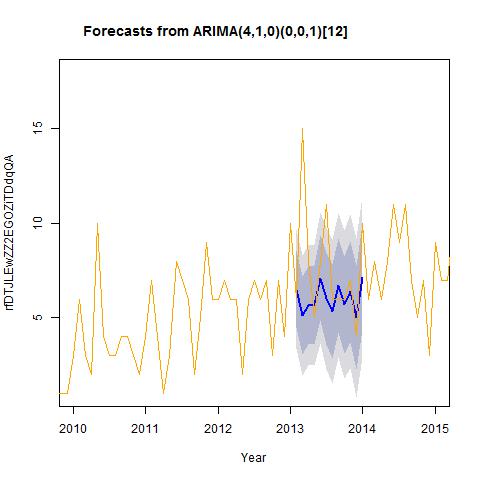 Forecasts from ARIMA(4,1,0)(0,0,1)[12]
rfDTJLEwZZ2EGOZiTDdqQA
15
10
5
2010 2011 2012 2013 2014 2015
Year